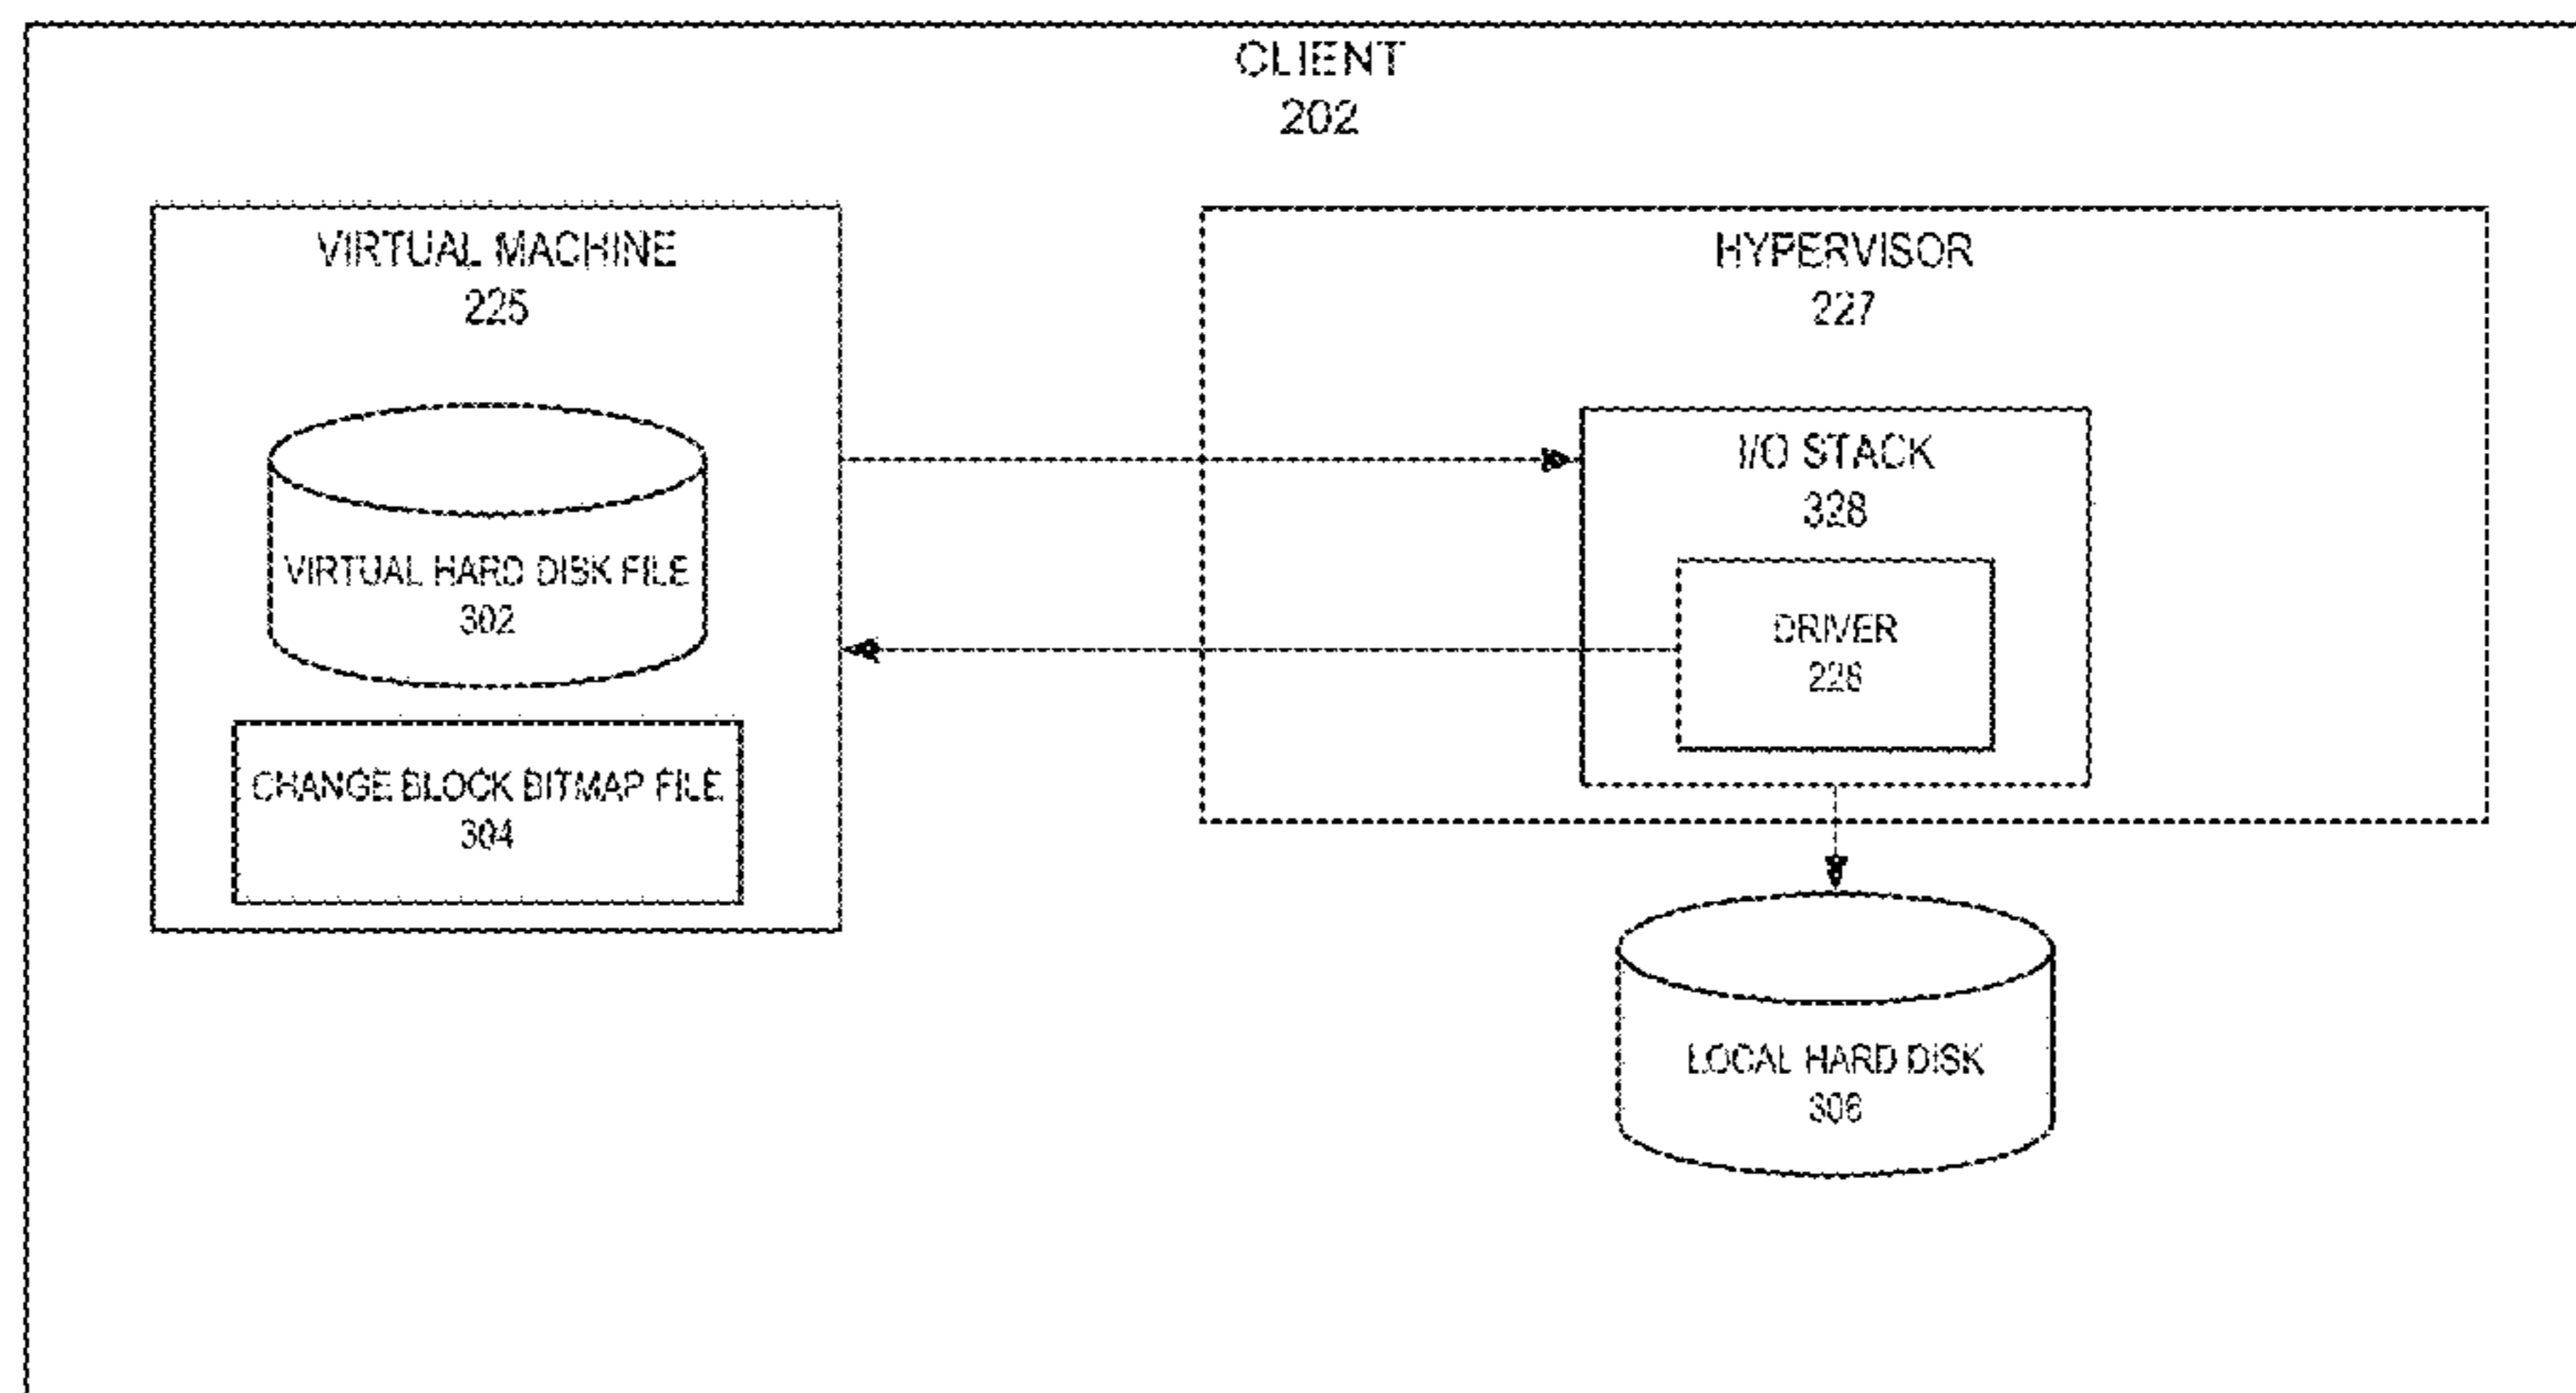 CLIENT
202
VIRTUAL MACHINE
225
HYPERVISOR
227
I/O STACK
328
VIRTUAL HARD DISK FILE
302
DRIVER
226
CHANGE BLOCK BITMAP FILE
304
LOCAL HARD DISK
306